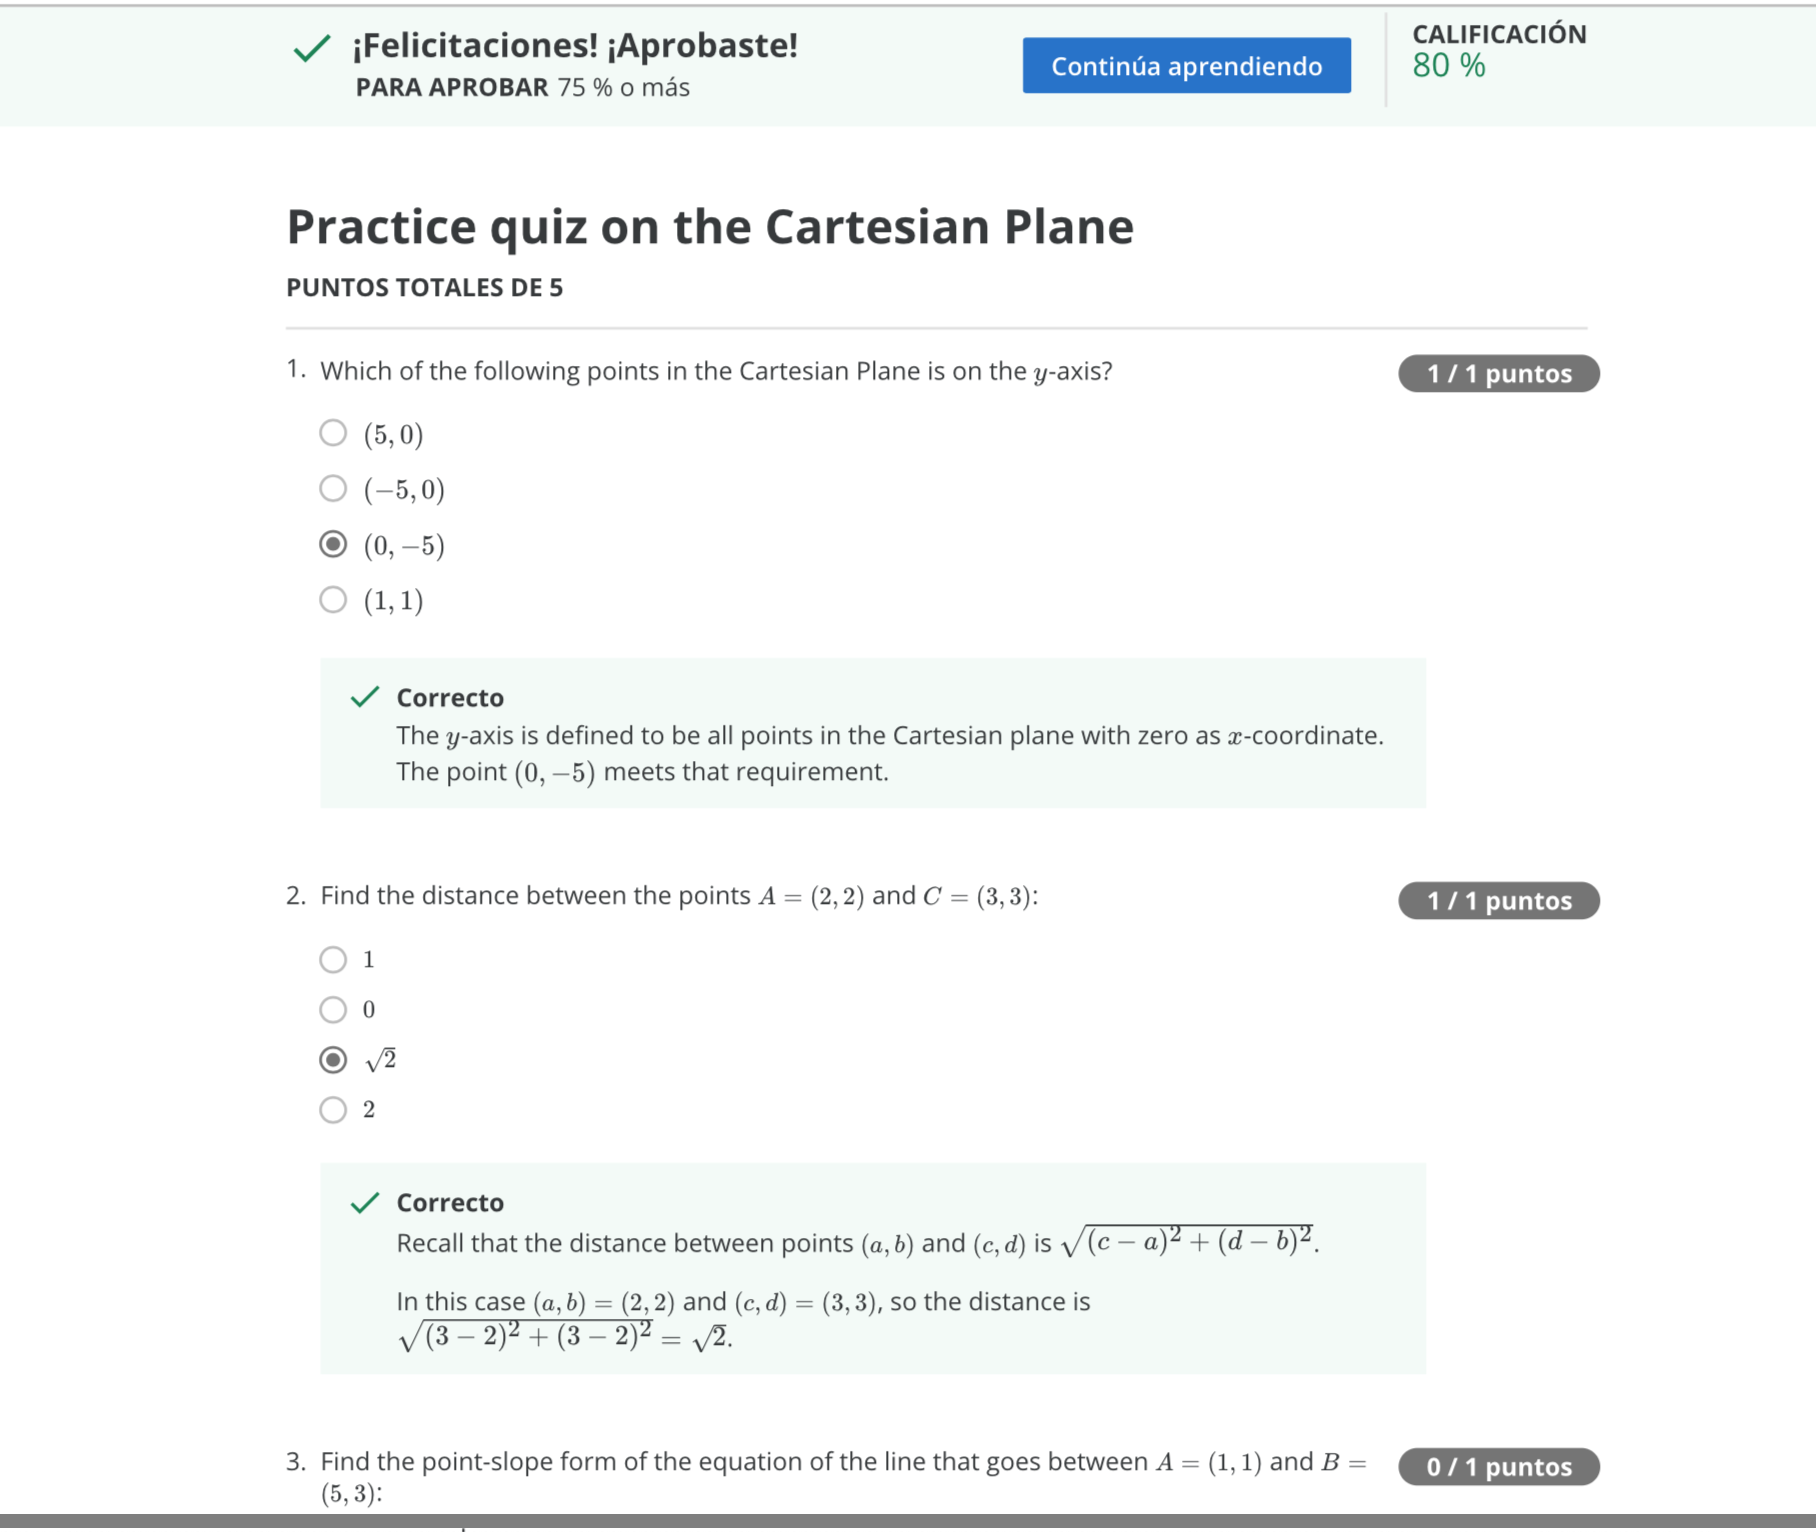 ¡Felicitaciones! ¡Aprobaste!
PARA APROBAR 75 % o más
Continúa aprendiendo
CALIFICACIÓN
80 %
Practice quiz on the Cartesian Plane
PUNTOS TOTALES DE 5
1. Which of the following points in the Cartesian Plane is on the y-axis?
1 / 1 puntos
(5, 0)
(−5, 0)
(0, −5)
(1, 1)
Correcto
The y-axis is defined to be all points in the Cartesian plane with zero as x-coordinate.
The point (0, −5) meets that requirement.
2. Find the distance between the points A = (2, 2) and C = (3, 3):
1 / 1 puntos
1
0
√2
2
Correcto
Recall that the distance between points (a, b) and (c, d) is √((c − a)² + (d − b)²).
In this case (a, b) = (2, 2) and (c, d) = (3, 3), so the distance is
√((3 − 2)² + (3 − 2)²) = √2.
3. Find the point-slope form of the equation of the line that goes between A = (1, 1) and B =
(5, 3):
0 / 1 puntos